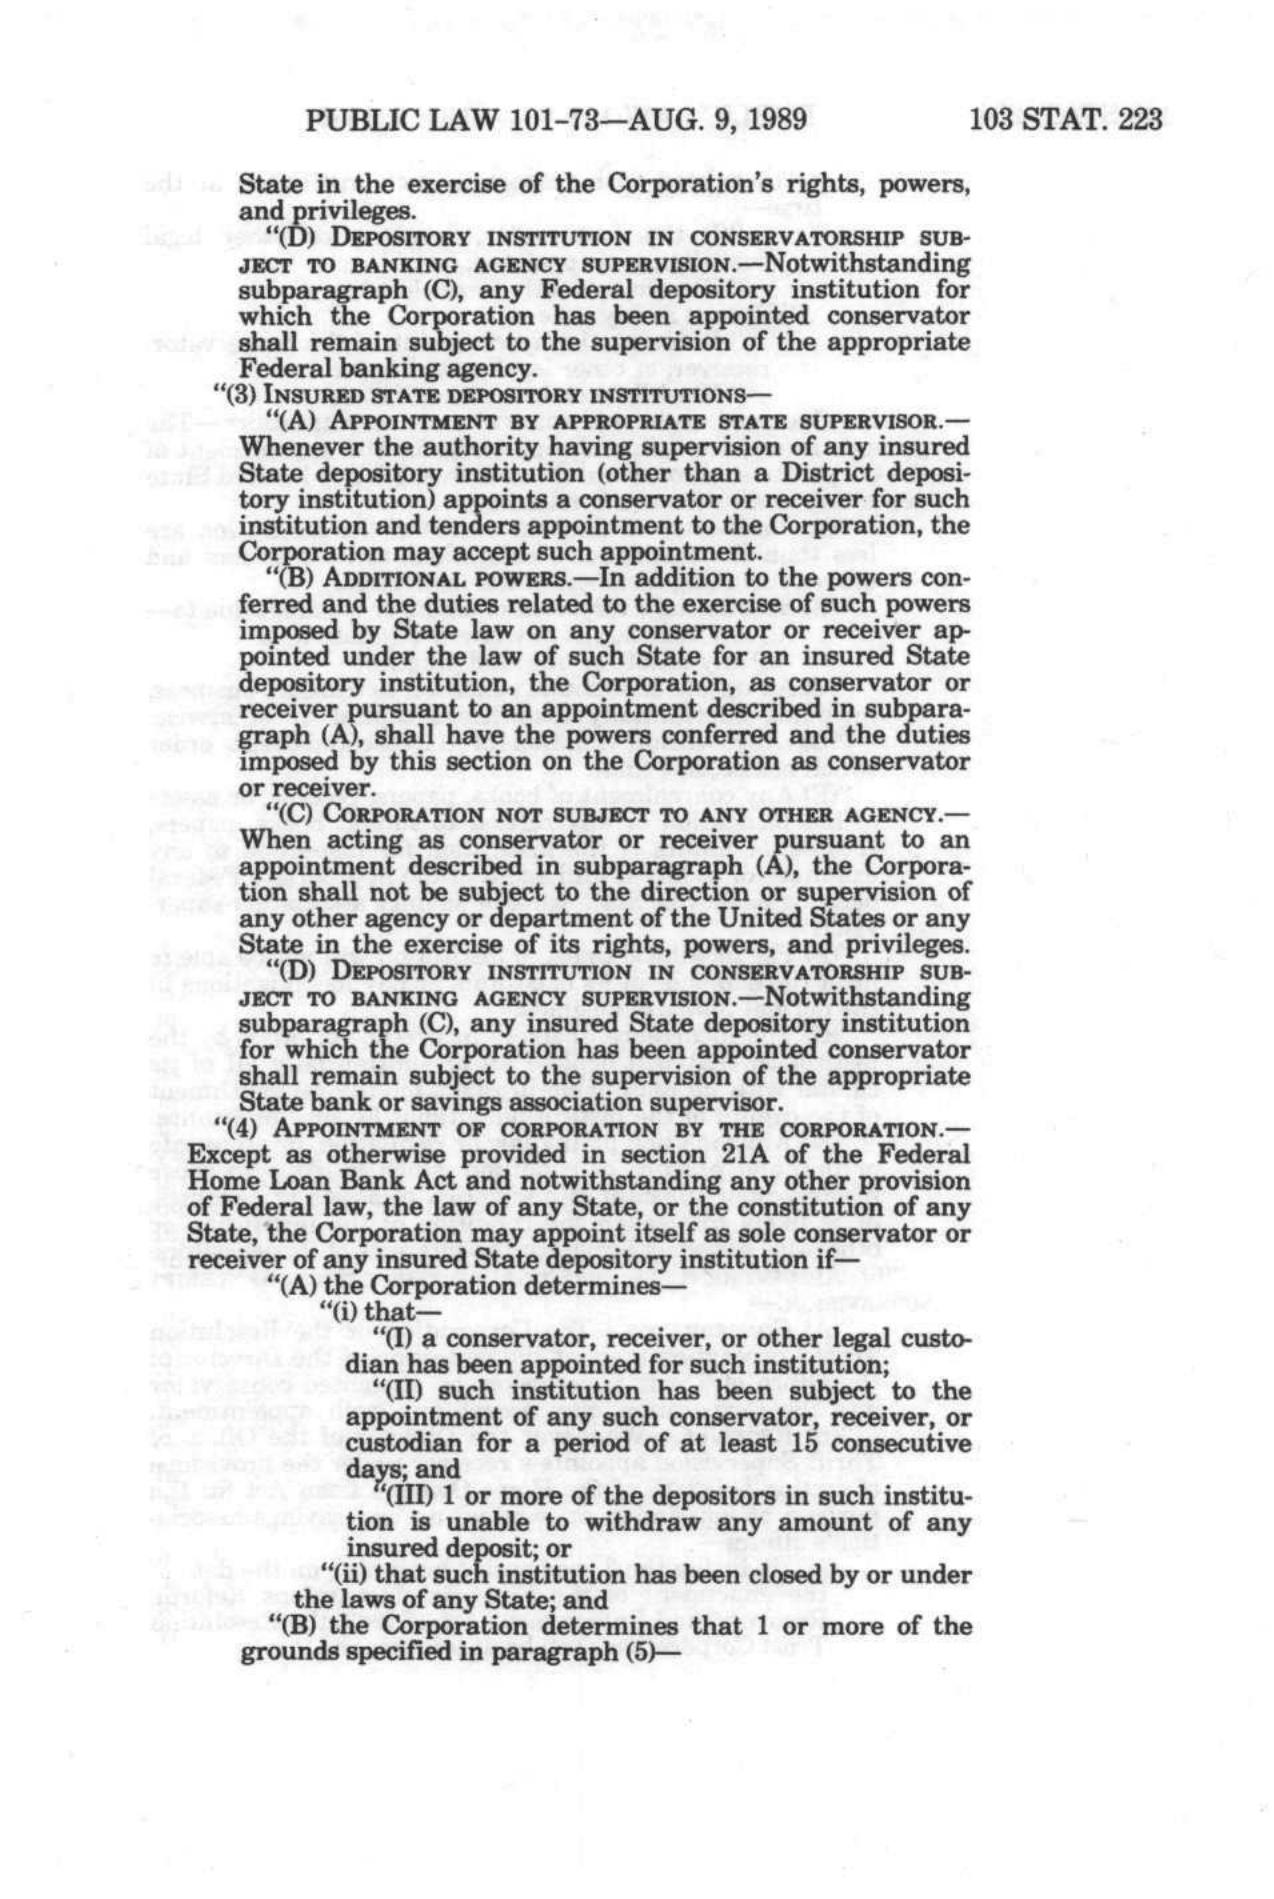 PUBLIC LAW 101-73—AUG. 9, 1989 103 STAT. 223
State in the exercise of the Corporation's rights, powers,
and privileges.
“(D) DEPOSITORY INSTITUTION IN CONSERVATORSHIP SUB-
JECT TO BANKING AGENCY SUPERVISION.—Notwithstanding
subparagraph (C), any Federal depository institution for
which the Corporation has been appointed conservator
shall remain subject to the supervision of the appropriate
Federal banking agency.
“(3) INSURED STATE DEPOSITORY INSTITUTIONS—
“(A) APPOINTMENT BY APPROPRIATE STATE SUPERVISOR.—
Whenever the authority having supervision of any insured
State depository institution (other than a District deposi-
tory institution) appoints a conservator or receiver for such
institution and tenders appointment to the Corporation, the
Corporation may accept such appointment.
“(B) ADDITIONAL POWERS.—In addition to the powers con-
ferred and the duties related to the exercise of such powers
imposed by State law on any conservator or receiver ap-
pointed under the law of such State for an insured State
depository institution, the Corporation, as conservator or
receiver pursuant to an appointment described in subpara-
graph (A), shall have the powers conferred and the duties
imposed by this section on the Corporation as conservator
or receiver.
“(C) CORPORATION NOT SUBJECT TO ANY OTHER AGENCY.—
When acting as conservator or receiver pursuant to an
appointment described in subparagraph (A), the Corpora-
tion shall not be subject to the direction or supervision of
any other agency or department of the United States or any
State in the exercise of its rights, powers, and privileges.
“(D) DEPOSITORY INSTITUTION IN CONSERVATORSHIP SUB-
JECT TO BANKING AGENCY SUPERVISION.—Notwithstanding
subparagraph (C), any insured State depository institution
for which the Corporation has been appointed conservator
shall remain subject to the supervision of the appropriate
State bank or savings association supervisor.
“(4) APPOINTMENT OF CORPORATION BY THE CORPORATION.—
Except as otherwise provided in section 21A of the Federal
Home Loan Bank Act and notwithstanding any other provision
of Federal law, the law of any State, or the constitution of any
State, the Corporation may appoint itself as sole conservator or
receiver of any insured State depository institution if—
“(A) the Corporation determines—
“(i) that—
“(I) a conservator, receiver, or other legal custo-
dian has been appointed for such institution;
“(II) such institution has been subject to the
appointment of any such conservator, receiver, or
custodian for a period of at least 15 consecutive
days; and
“(III) 1 or more of the depositors in such institu-
tion is unable to withdraw any amount of any
insured deposit; or
“(ii) that such institution has been closed by or under
the laws of any State; and
“(B) the Corporation determines that 1 or more of the
grounds specified in paragraph (5)—